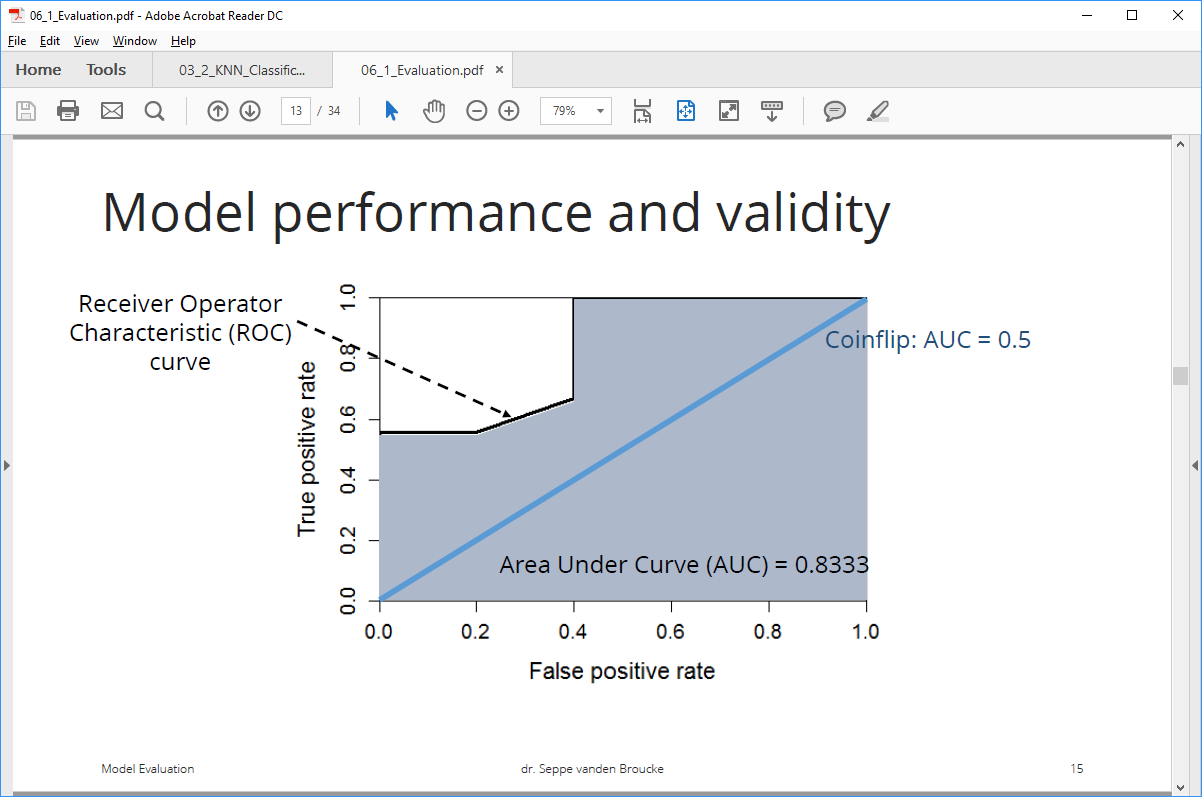 06_1_Evaluation.pdf - Adobe Acrobat Reader DC
File Edit View Window Help
Home Tools 03_2_KNN_Classific... 06_1_Evaluation.pdf ×
13 / 34 79%
Model performance and validity
Receiver Operator
Characteristic (ROC)
curve
Coinflip: AUC = 0.5
Area Under Curve (AUC) = 0.8333
True positive rate
1.0
0.8
0.6
0.4
0.2
0.0
0.0 0.2 0.4 0.6 0.8 1.0
False positive rate
Model Evaluation dr. Seppe vanden Broucke 15